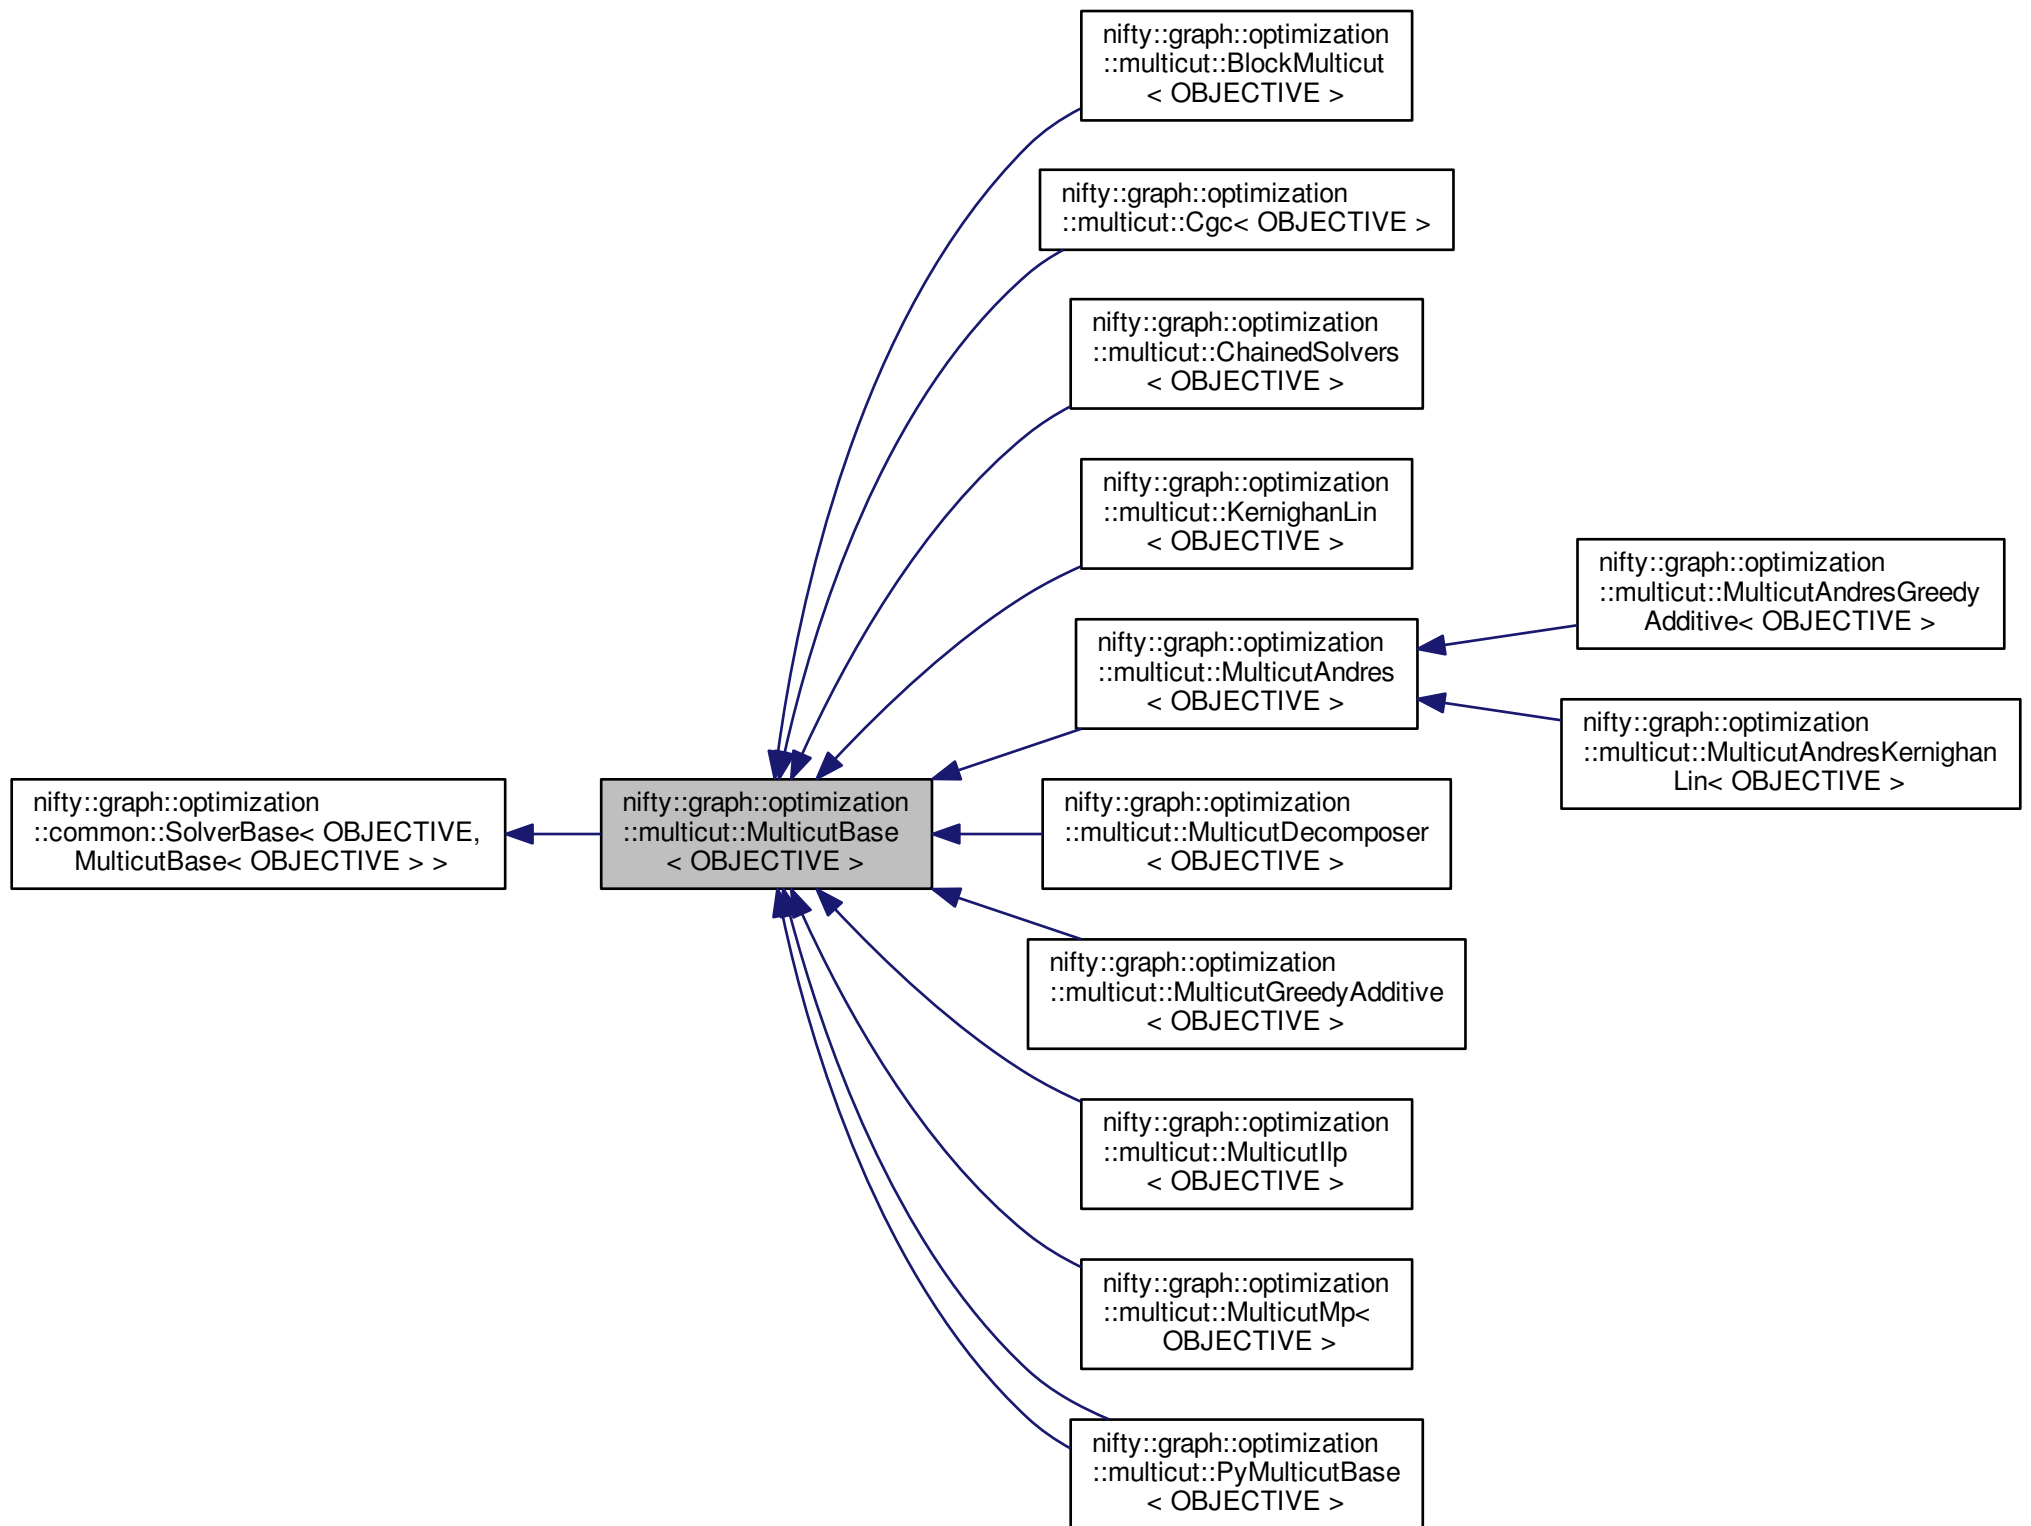 nifty::graph::optimization
::multicut::BlockMulticut
< OBJECTIVE >
nifty::graph::optimization
::multicut::Cgc< OBJECTIVE >
nifty::graph::optimization
::multicut::ChainedSolvers
< OBJECTIVE >
nifty::graph::optimization
::multicut::KernighanLin
< OBJECTIVE >
nifty::graph::optimization
::multicut::MulticutAndresGreedy
Additive< OBJECTIVE >
nifty::graph::optimization
::multicut::MulticutAndres
< OBJECTIVE >
nifty::graph::optimization
::multicut::MulticutAndresKernighan
Lin< OBJECTIVE >
nifty::graph::optimization
::common::SolverBase< OBJECTIVE,
MulticutBase< OBJECTIVE > >
nifty::graph::optimization
::multicut::MulticutBase
< OBJECTIVE >
nifty::graph::optimization
::multicut::MulticutDecomposer
< OBJECTIVE >
nifty::graph::optimization
::multicut::MulticutGreedyAdditive
< OBJECTIVE >
nifty::graph::optimization
::multicut::MulticutIlp
< OBJECTIVE >
nifty::graph::optimization
::multicut::MulticutMp<
OBJECTIVE >
nifty::graph::optimization
::multicut::PyMulticutBase
< OBJECTIVE >